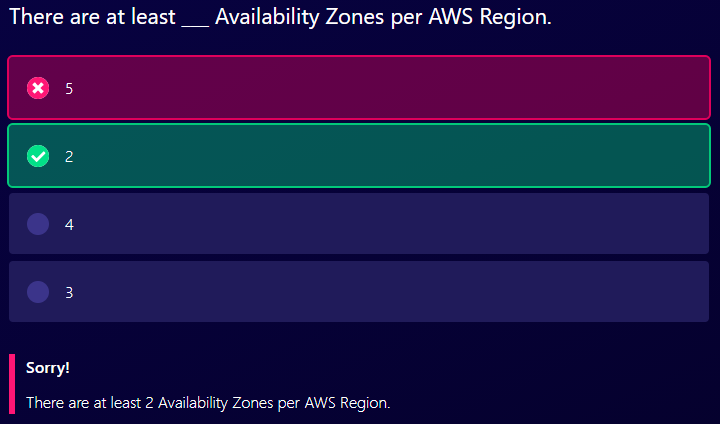 There are at least ___ Availability Zones per AWS Region.
5
2
4
3
Sorry!
There are at least 2 Availability Zones per AWS Region.